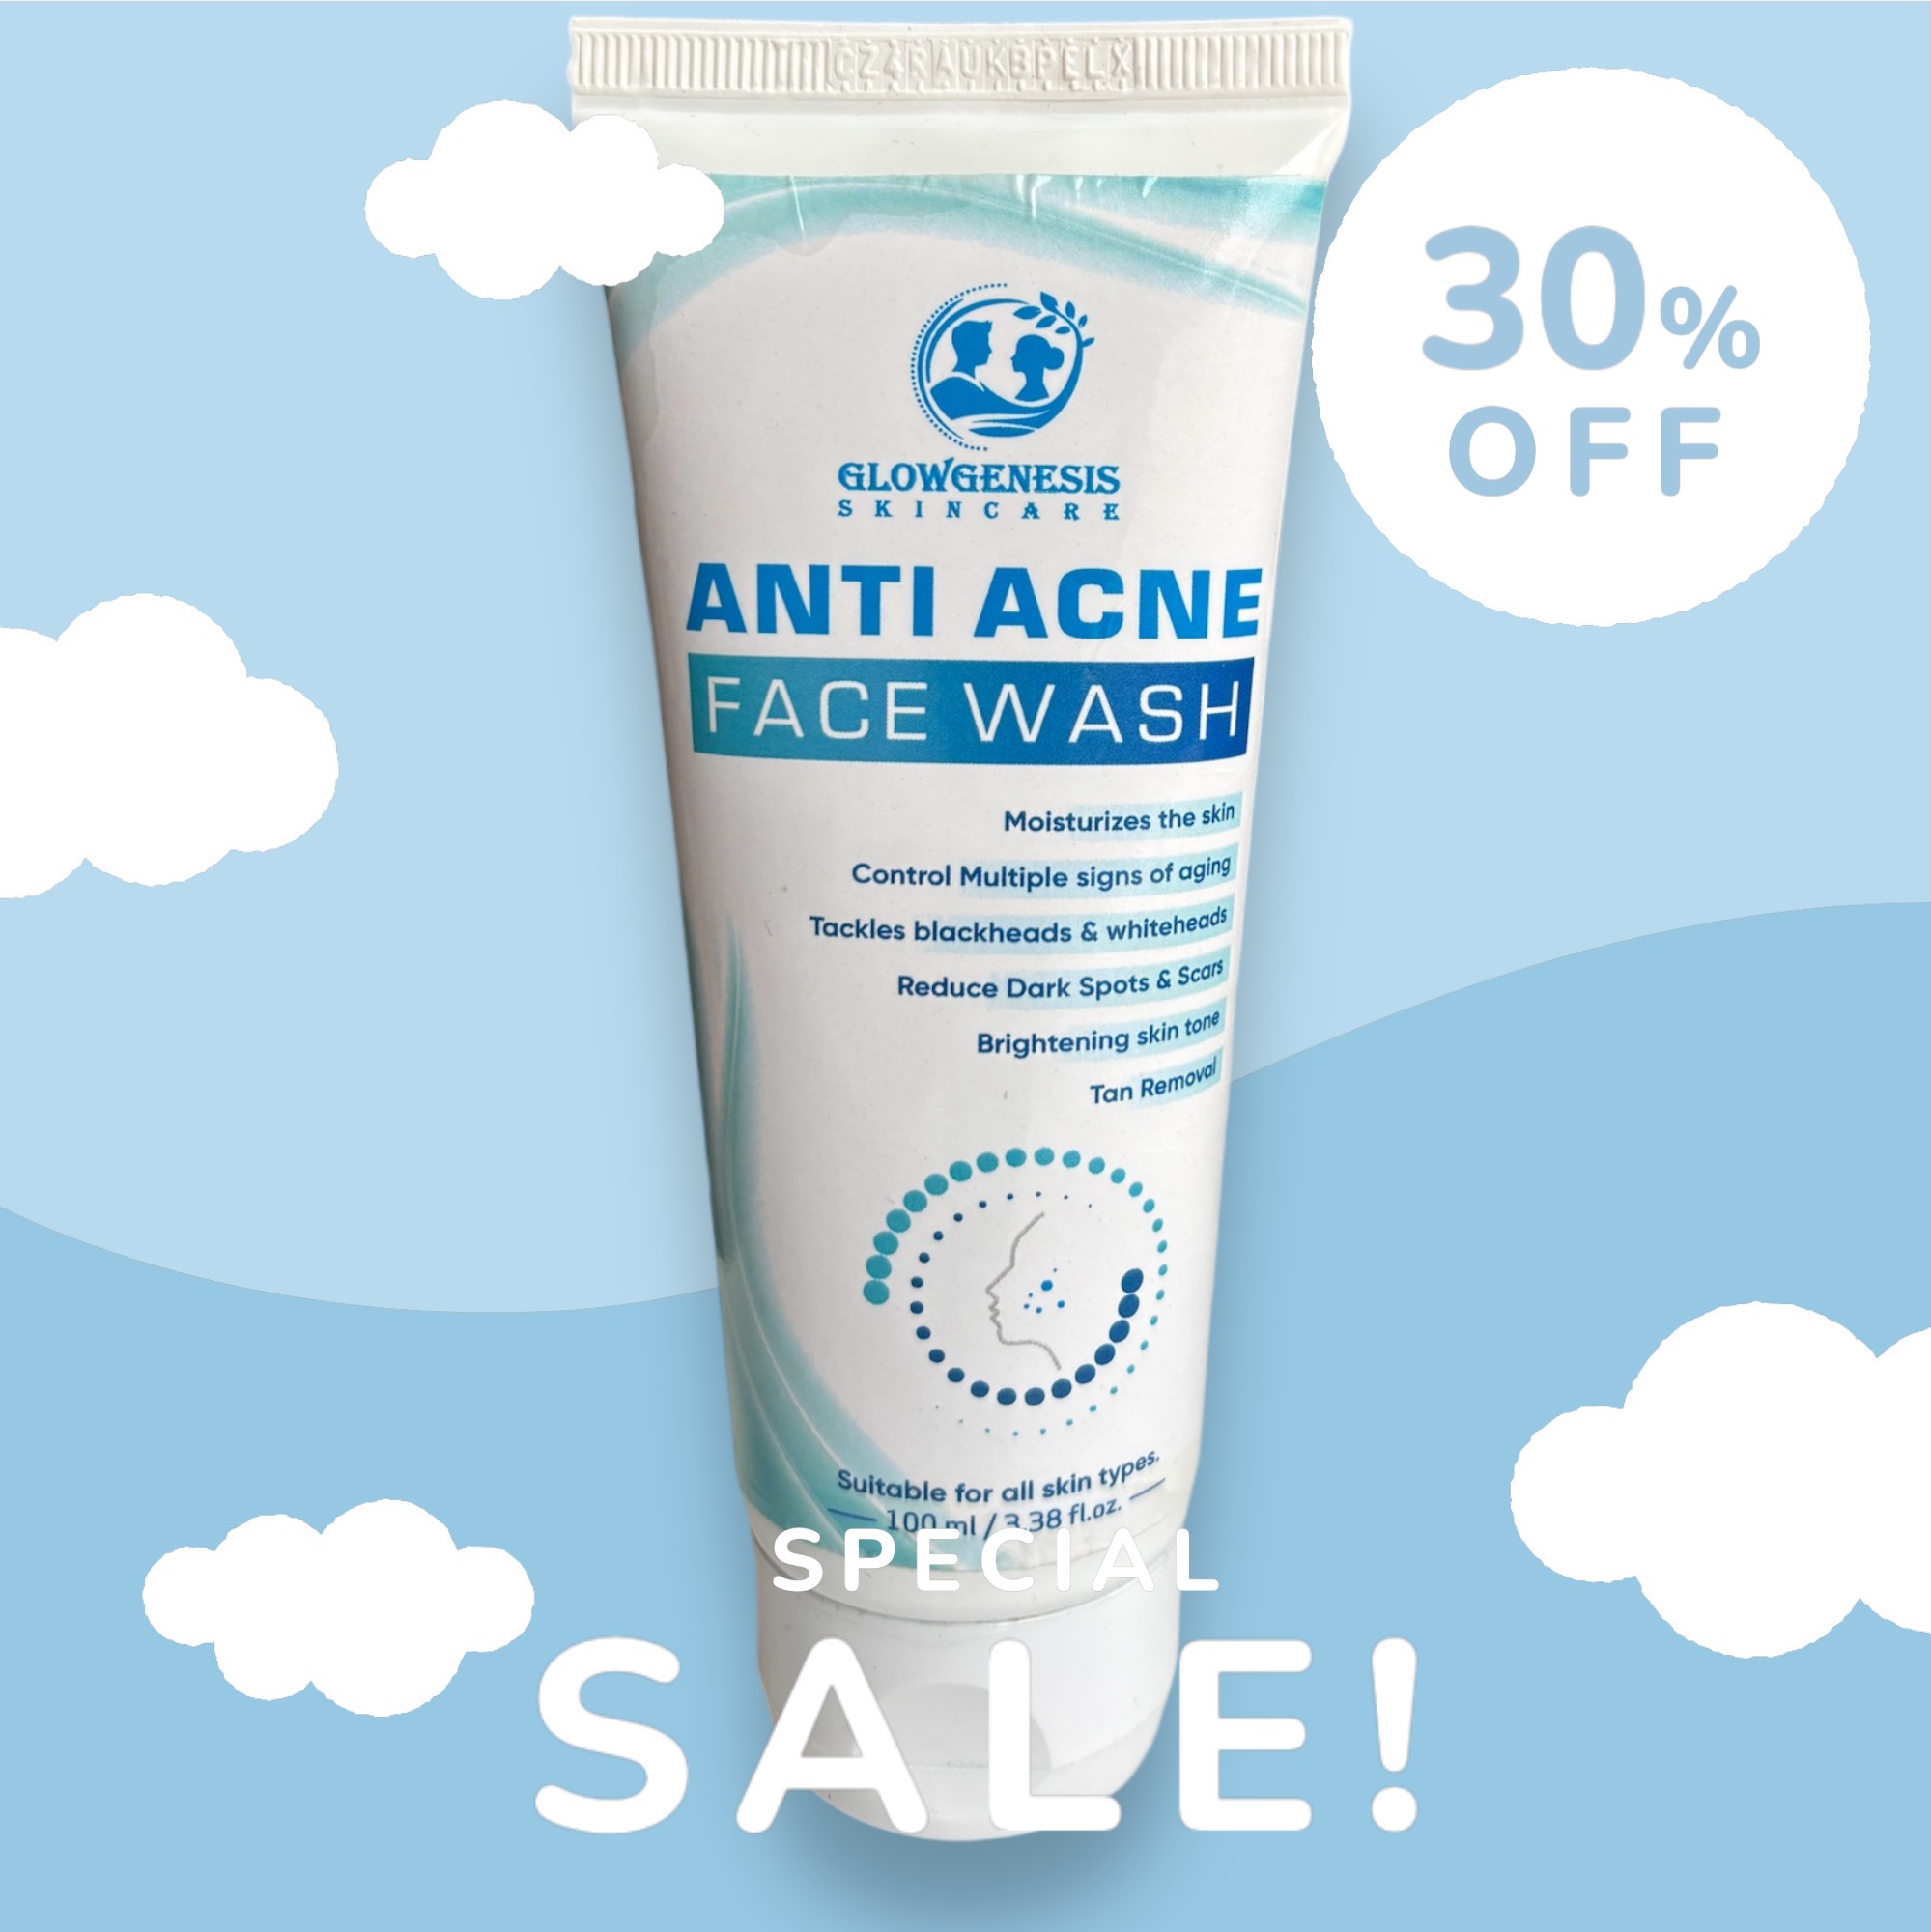 30%
OFF
GLOWGENESIS
SKINCARE
ANTI ACNE
FACE WASH
Moisturizes the skin
Control Multiple signs of aging
Tackles blackheads & whiteheads
Reduce Dark Spots & Scars
Brightening skin tone
Tan Removal
Suitable for all skin types.
100 ml / 3.38 fl.oz.
SPECIAL
SALE!